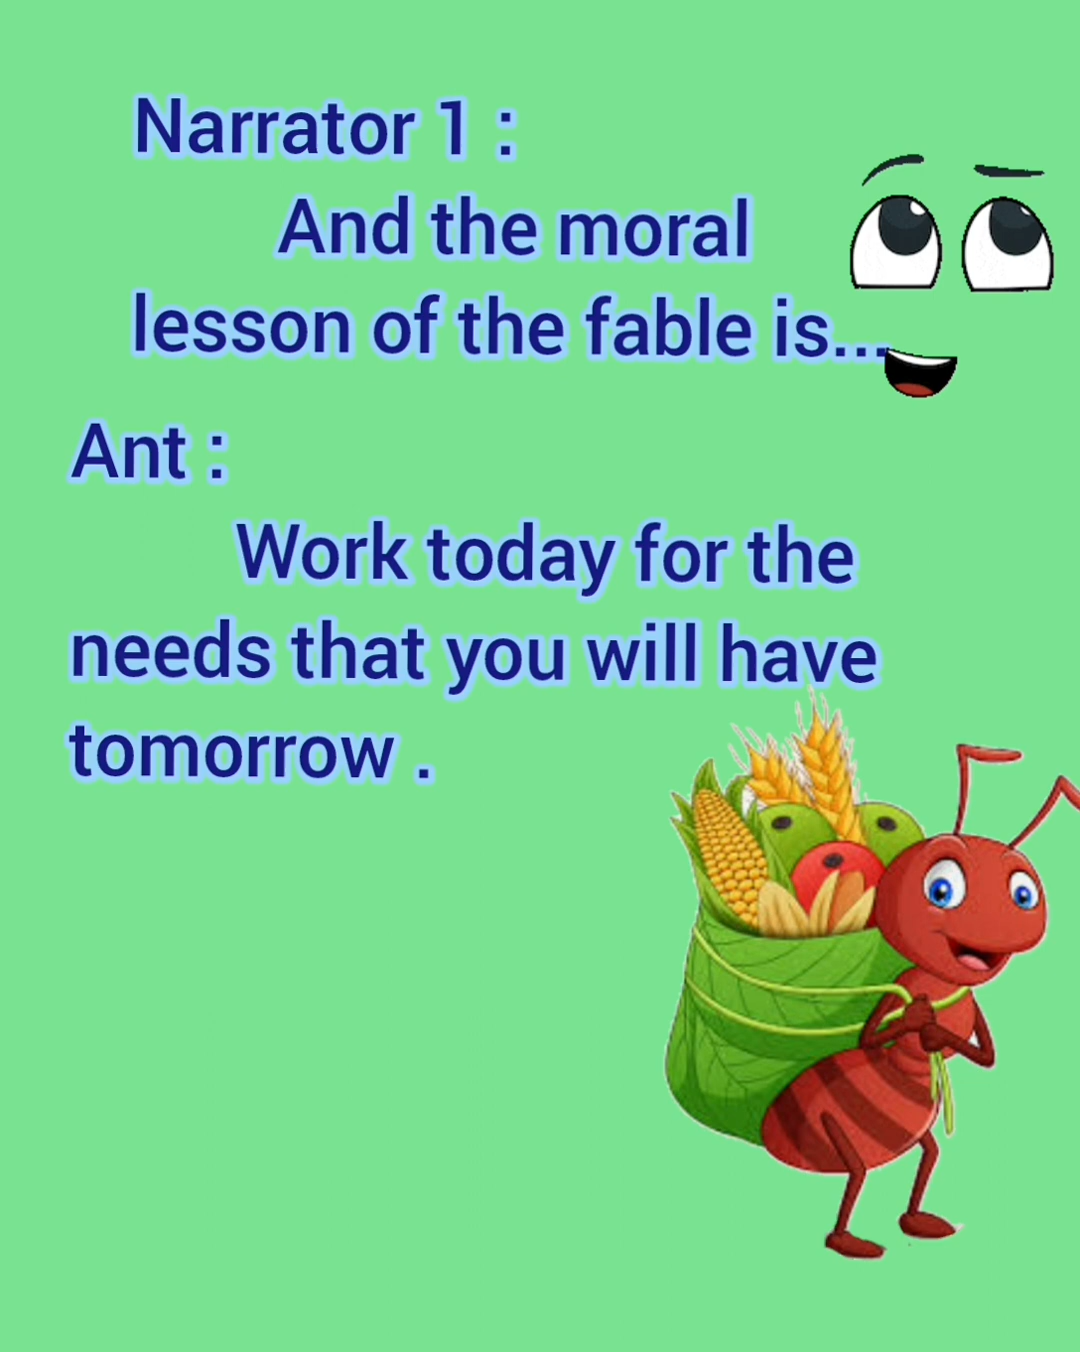 Narrator 1 :
And the moral
lesson of the fable is...
Ant :
Work today for the
needs that you will have
tomorrow .